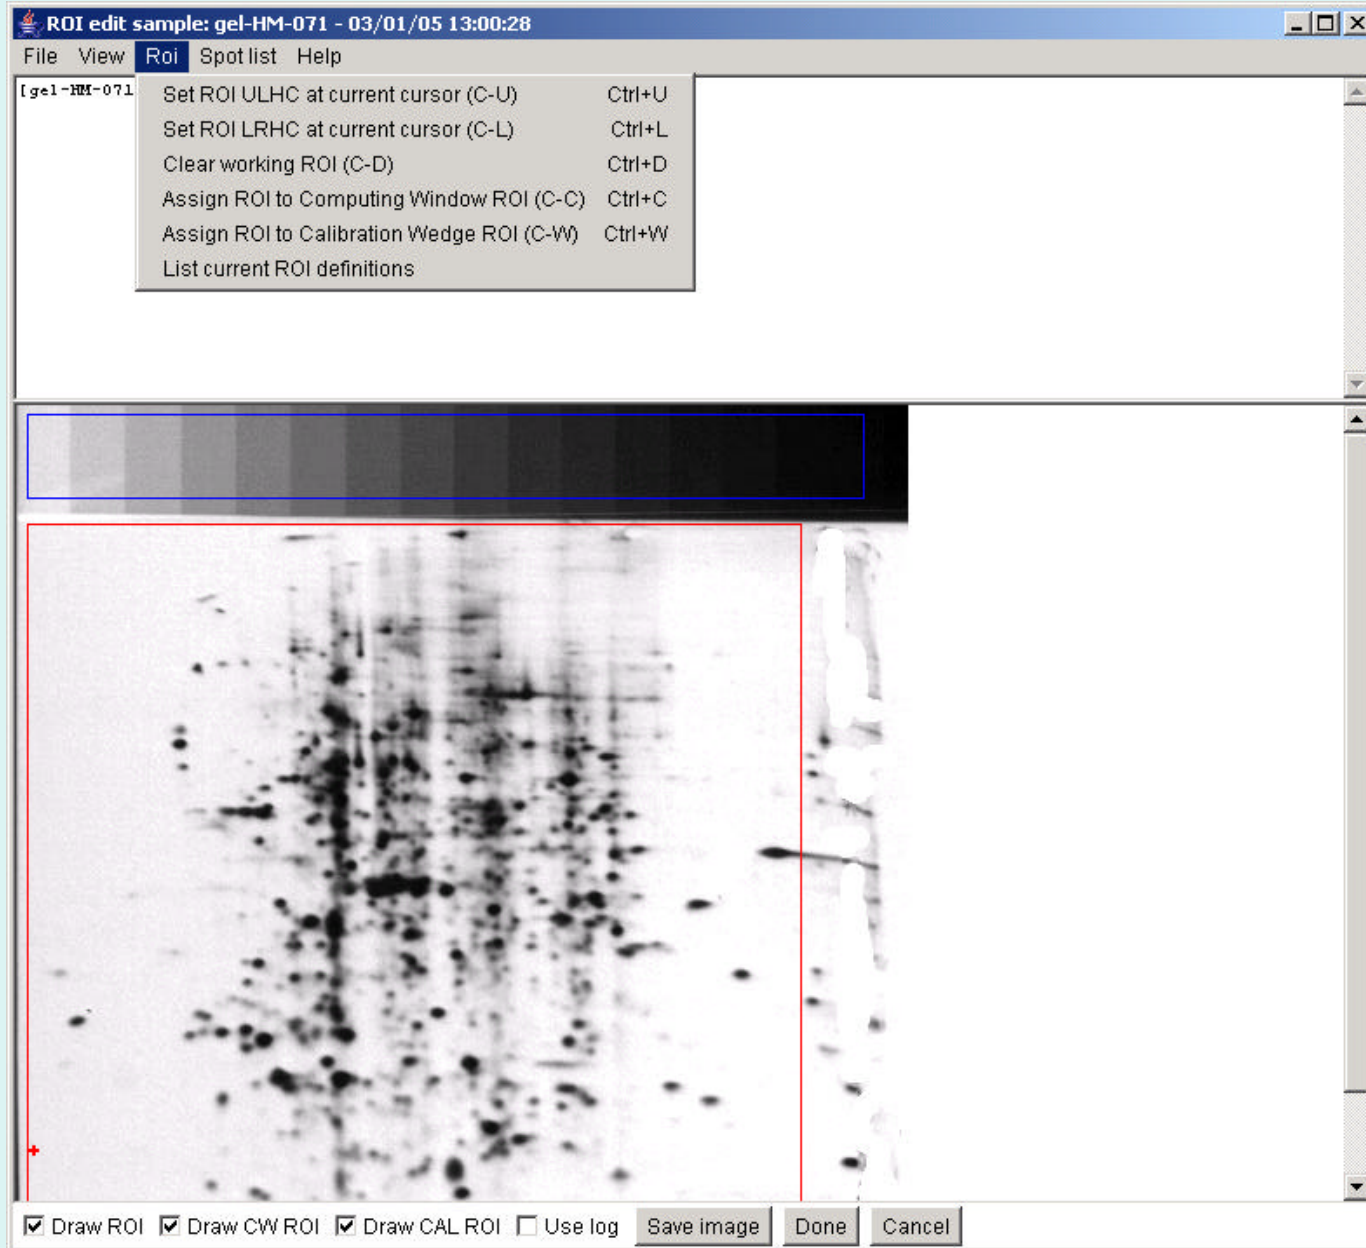 ROI edit sample: gel-HM-071 - 03/01/05 13:00:28
File View Roi Spot list Help
[gel-HM-071
Set ROI ULHC at current cursor (C-U) Ctrl+U
Set ROI LRHC at current cursor (C-L) Ctrl+L
Clear working ROI (C-D) Ctrl+D
Assign ROI to Computing Window ROI (C-C) Ctrl+C
Assign ROI to Calibration Wedge ROI (C-W) Ctrl+W
List current ROI definitions
Draw ROI Draw CW ROI Draw CAL ROI Use log Save image Done Cancel